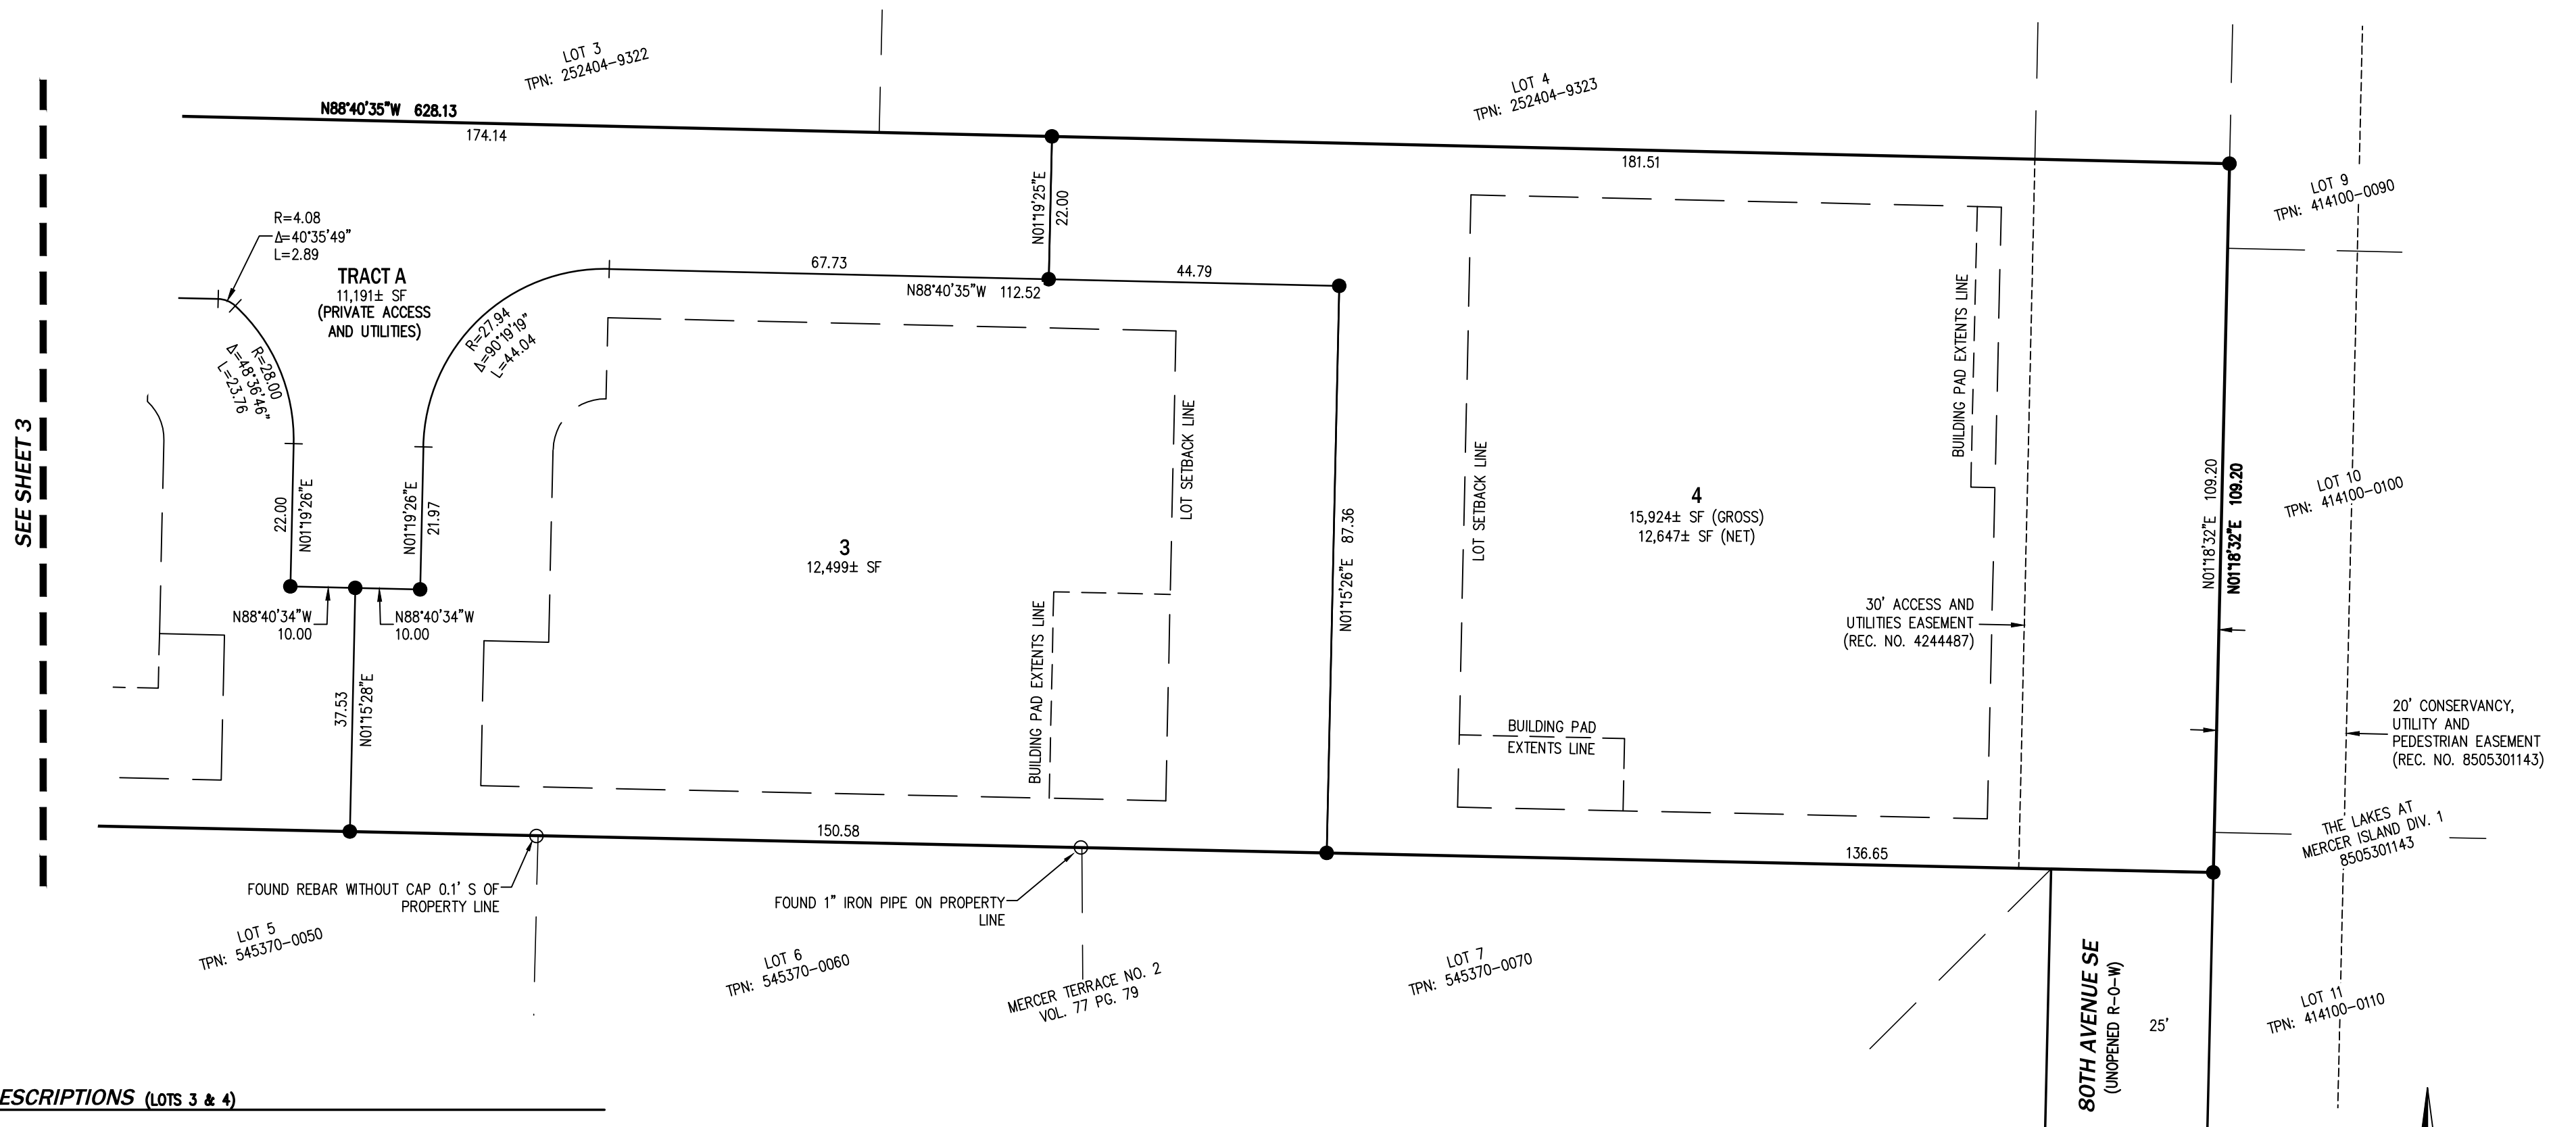 LOT 3
TPN: 252404-9322
LOT 4
TPN: 252404-9323
N88°40'35"W 628.13
174.14
181.51
LOT 9
TPN: 414100-0090
N01°19'25"E
22.00
R=4.08
Δ=40°35'49"
L=2.89
TRACT A
11,191± SF
(PRIVATE ACCESS
AND UTILITIES)
67.73
44.79
N88°40'35"W 112.52
R=27.94
Δ=90°19'19"
L=44.04
R=28.00
Δ=48°36'46"
L=23.76
SEE SHEET 3
22.00
N01°19'26"E
N01°19'26"E
21.97
LOT SETBACK LINE
LOT SETBACK LINE
BUILDING PAD EXTENTS LINE
3
12,499± SF
4
15,924± SF (GROSS)
12,647± SF (NET)
N01°15'26"E 87.36
N01°18'32"E 109.20
N01°18'32"E 109.20
LOT 10
TPN: 414100-0100
N88°40'34"W
10.00
N88°40'34"W
10.00
30' ACCESS AND
UTILITIES EASEMENT
(REC. NO. 4244487)
BUILDING PAD EXTENTS LINE
37.53
N01°15'28"E
BUILDING PAD
EXTENTS LINE
20' CONSERVANCY,
UTILITY AND
PEDESTRIAN EASEMENT
(REC. NO. 8505301143)
150.58
136.65
THE LAKES AT
MERCER ISLAND DIV. 1
8505301143
FOUND REBAR WITHOUT CAP 0.1' S OF
PROPERTY LINE
FOUND 1" IRON PIPE ON PROPERTY
LINE
LOT 5
TPN: 545370-0050
LOT 6
TPN: 545370-0060
MERCER TERRACE NO. 2
VOL. 77 PG. 79
LOT 7
TPN: 545370-0070
80TH AVENUE SE
(UNOPENED R-O-W)
25'
LOT 11
TPN: 414100-0110
ESCRIPTIONS (LOTS 3 & 4)